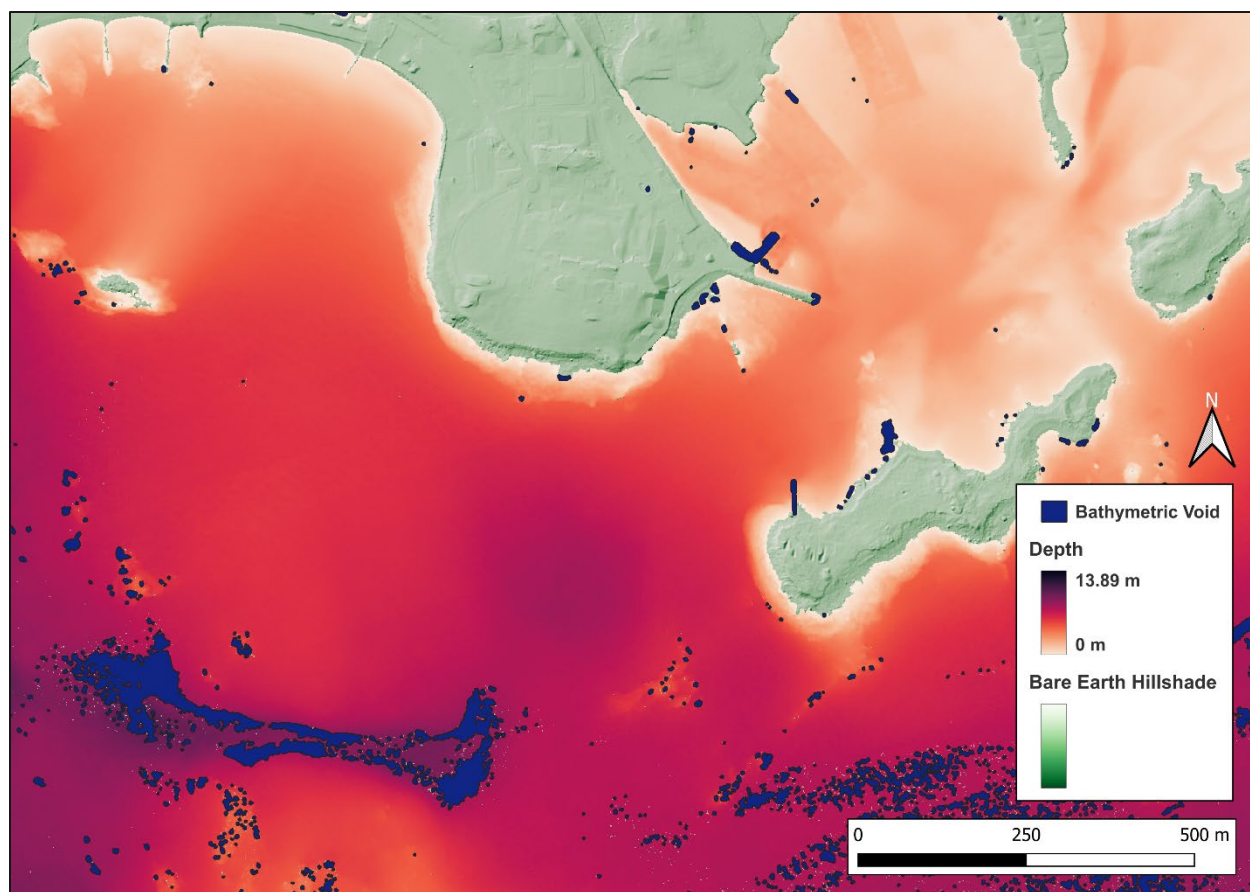 N
Bathymetric Void
Depth
13.89 m
0 m
Bare Earth Hillshade
0 250 500 m